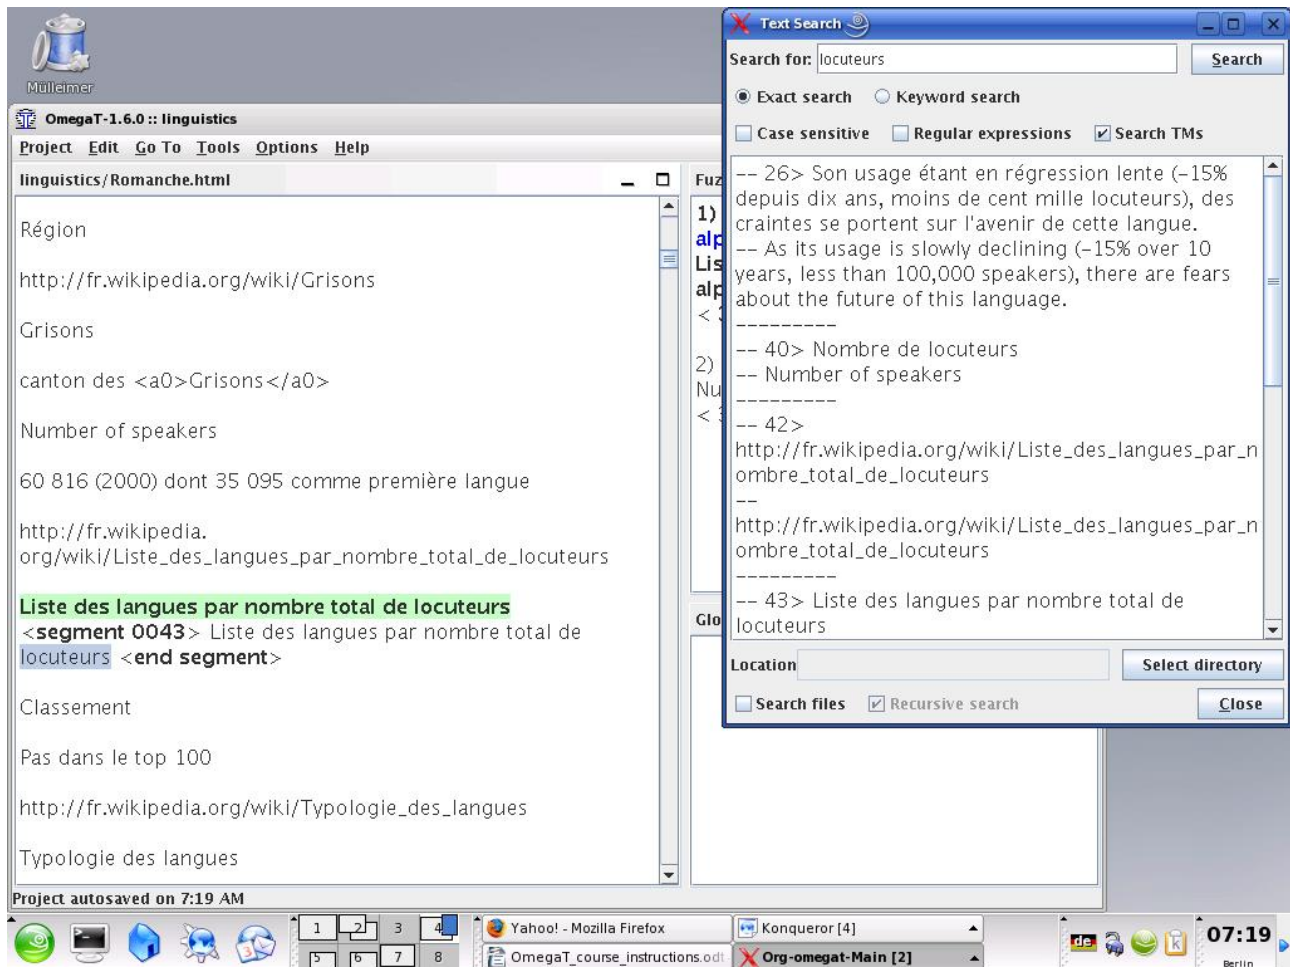 Mülleimer
OmegaT-1.6.0 :: linguistics
Project Edit Go To Tools Options Help
linguistics/Romanche.html
Région
http://fr.wikipedia.org/wiki/Grisons
Grisons
canton des <a0>Grisons</a0>
Number of speakers
60 816 (2000) dont 35 095 comme première langue
http://fr.wikipedia.
org/wiki/Liste_des_langues_par_nombre_total_de_locuteurs
Liste des langues par nombre total de locuteurs
<segment 0043> Liste des langues par nombre total de
locuteurs <end segment>
Classement
Pas dans le top 100
http://fr.wikipedia.org/wiki/Typologie_des_langues
Typologie des langues
Project autosaved on 7:19 AM
Fuz
1)
alp
Lis
alp
<
2)
Nu
<
Glo
Text Search
Search for: locuteurs Search
Exact search Keyword search
Case sensitive Regular expressions Search TMs
-- 26> Son usage étant en régression lente (-15%
depuis dix ans, moins de cent mille locuteurs), des
craintes se portent sur l'avenir de cette langue.
-- As its usage is slowly declining (-15% over 10
years, less than 100,000 speakers), there are fears
about the future of this language.
---------
-- 40> Nombre de locuteurs
-- Number of speakers
---------
-- 42>
http://fr.wikipedia.org/wiki/Liste_des_langues_par_n
ombre_total_de_locuteurs
--
http://fr.wikipedia.org/wiki/Liste_des_langues_par_n
ombre_total_de_locuteurs
---------
-- 43> Liste des langues par nombre total de
locuteurs
Location Select directory
Search files Recursive search Close
1 2 3 4
5 6 7 8
Yahoo! - Mozilla Firefox
Konqueror [4]
OmegaT_course_instructions.odt
Org-omegat-Main [2]
de
07:19
Berlin